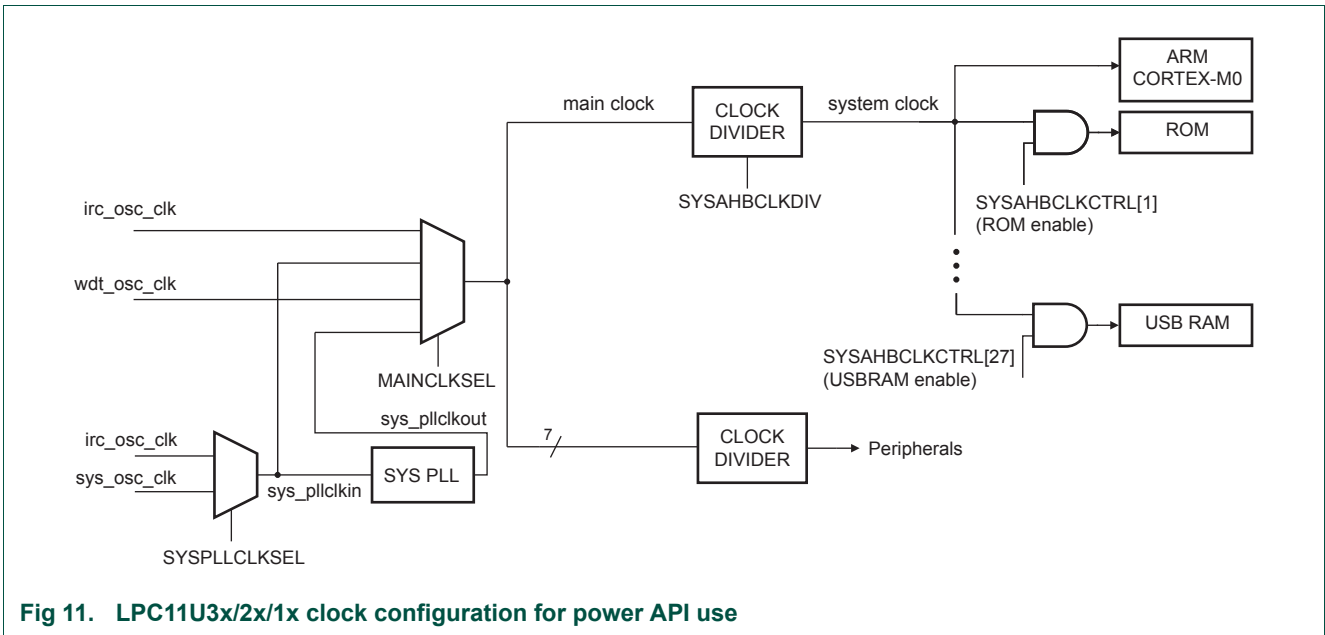 ARM
CORTEX-M0
main clock
CLOCK
DIVIDER
system clock
ROM
SYSAHBCLKDIV
SYSAHBCLKCTRL[1]
(ROM enable)
irc_osc_clk
wdt_osc_clk
USB RAM
SYSAHBCLKCTRL[27]
(USBRAM enable)
MAINCLKSEL
sys_pllclkout
irc_osc_clk
sys_osc_clk
SYS PLL
sys_pllclkin
7
CLOCK
DIVIDER
Peripherals
SYSPLLCLKSEL
Fig 11. LPC11U3x/2x/1x clock configuration for power API use